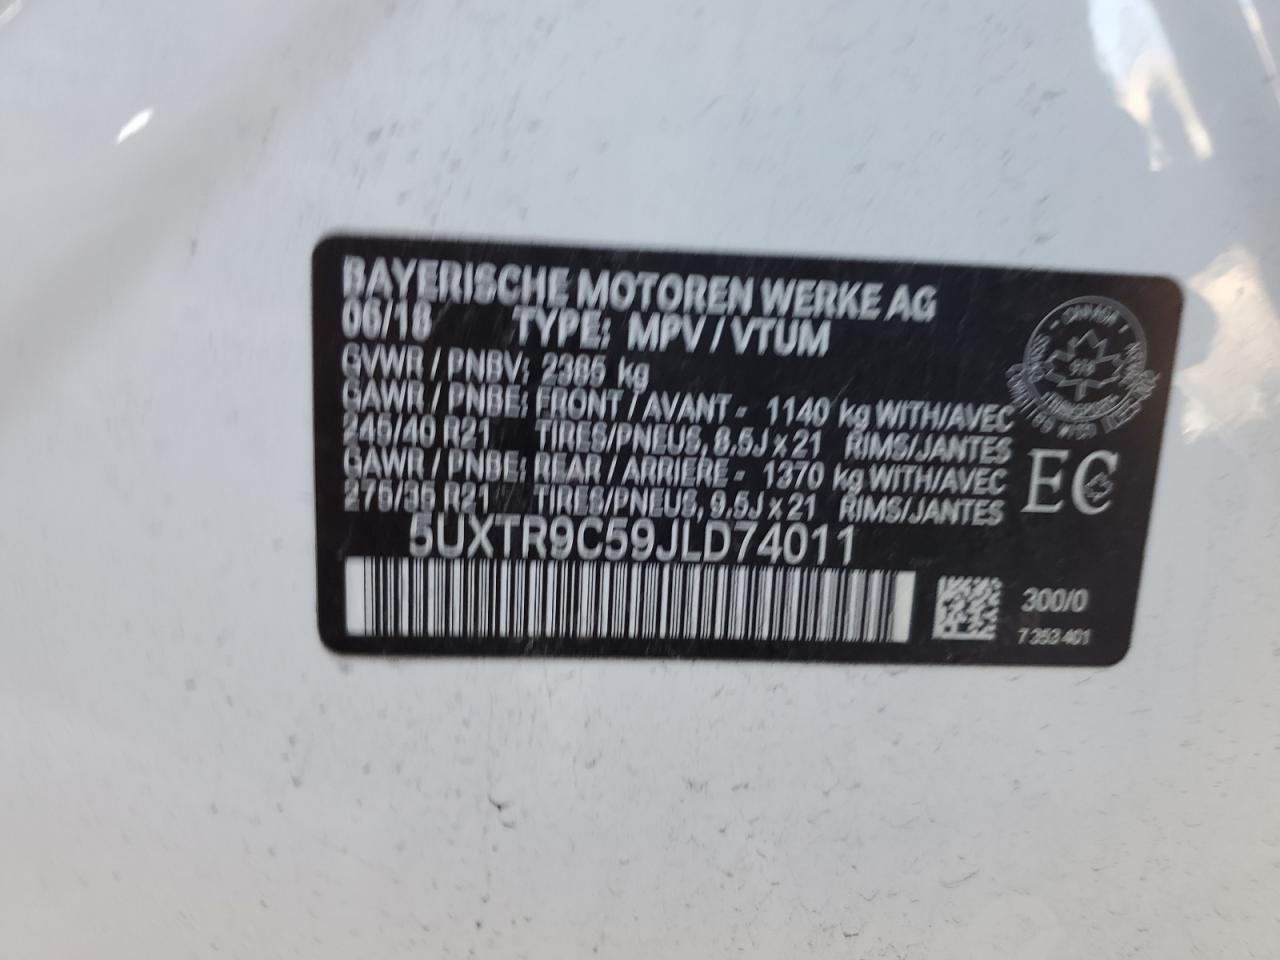 BAYERISCHE MOTOREN WERKE AG
06/18 TYPE: MPV / VTUM
GVWR / PNBV: 2385 kg
GAWR / PNBE: FRONT / AVANT - 1140 kg WITH/AVEC
245/40 R21 TIRES/PNEUS, 8.5J x 21 RIMS/JANTES
GAWR / PNBE: REAR / ARRIERE - 1370 kg WITH/AVEC
275/35 R21 TIRES/PNEUS, 9.5J x 21 RIMS/JANTES
5UXTR9C59JLD74011
CANADA
EC
300/0
7 353 401